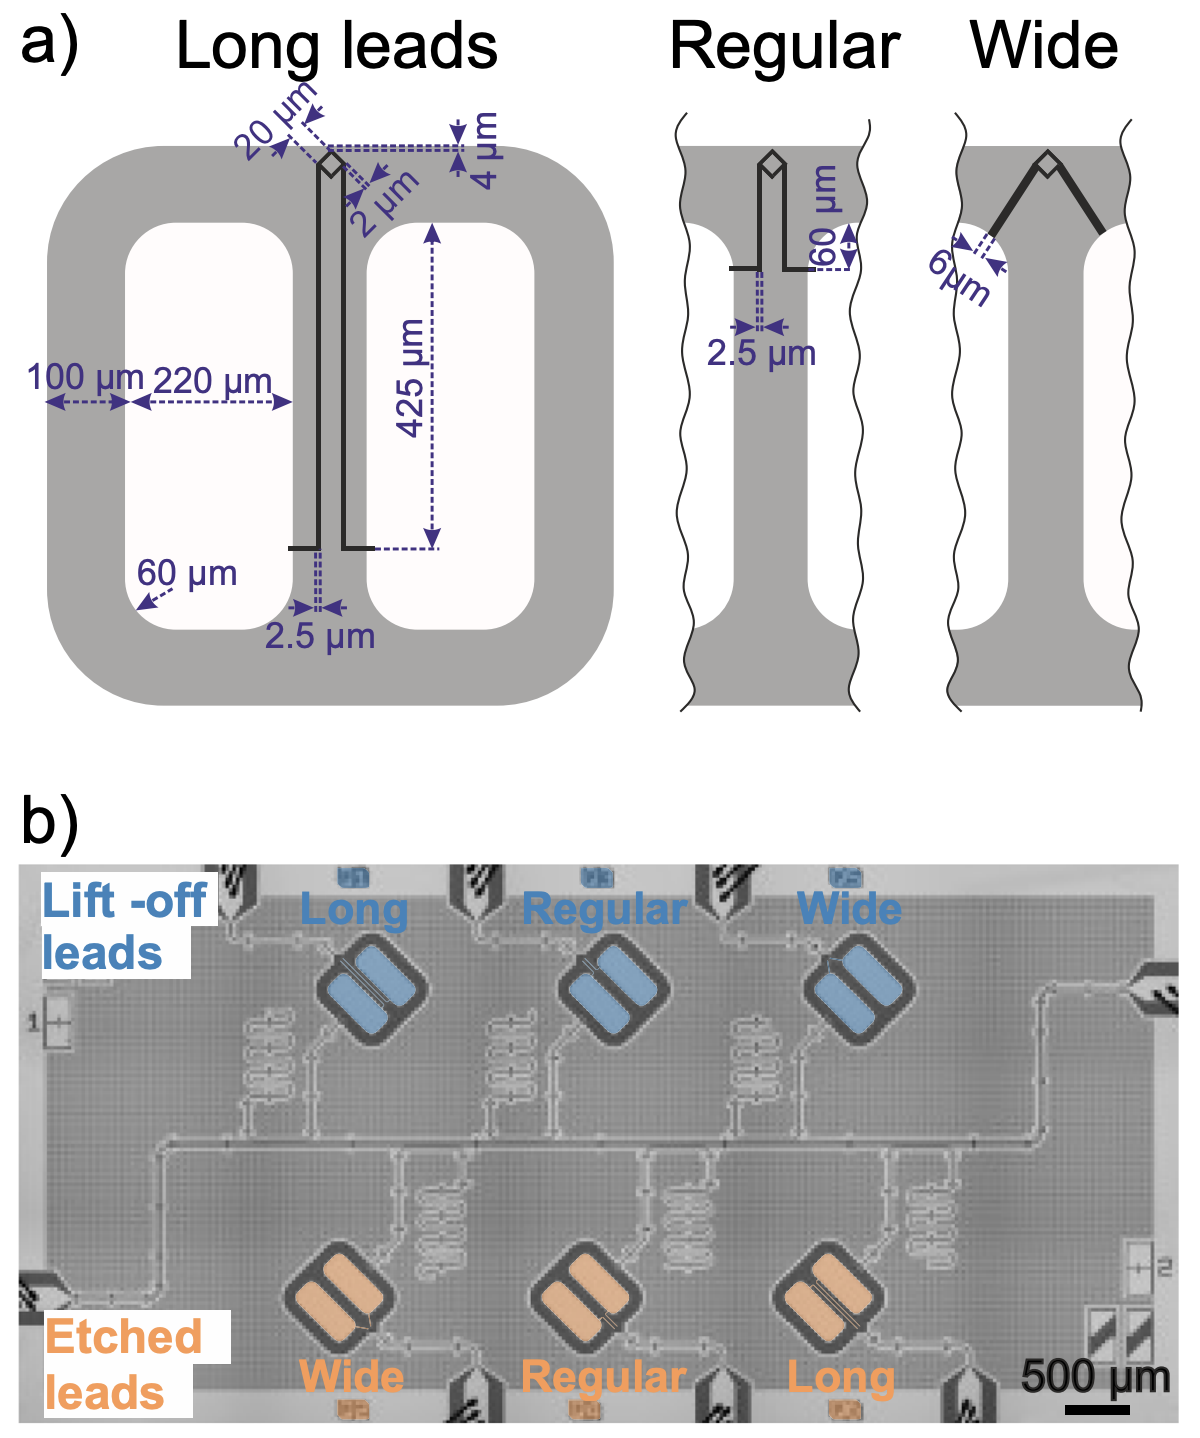 a)
Long leads
Regular
Wide
20 µm
4 µm
2 µm
425 µm
100 µm
220 µm
60 µm
2.5 µm
60 µm
2.5 µm
6µm
b)
Lift -off
leads
Long
Regular
Wide
1
2
Etched
leads
Wide
Regular
Long
500 µm